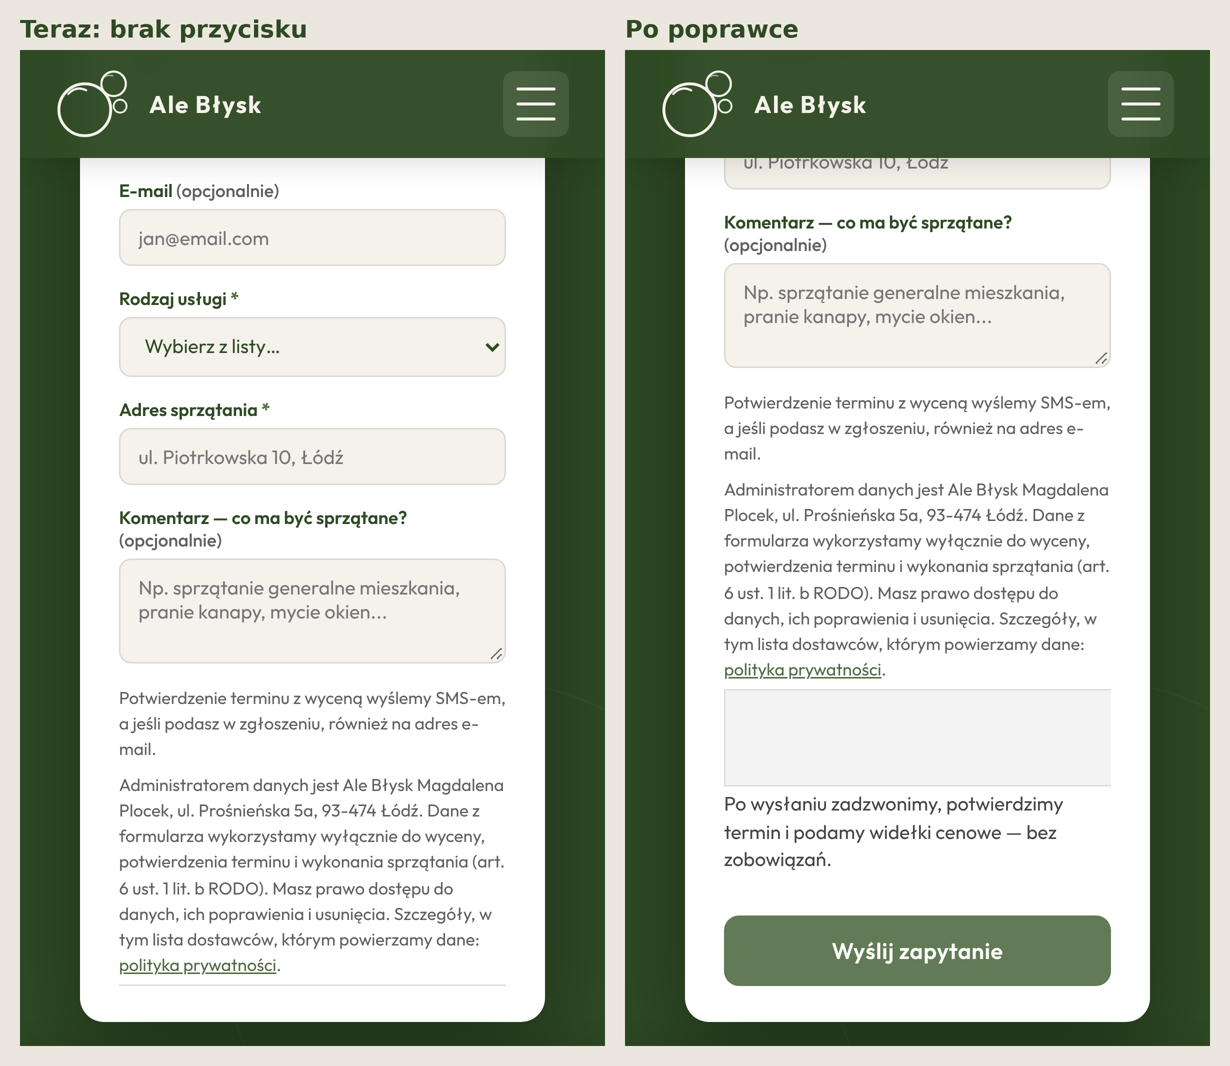 Teraz: brak przycisku
Ale Błysk
E-mail (opcjonalnie)
jan@email.com
Rodzaj usługi *
Wybierz z listy...
Adres sprzątania *
ul. Piotrkowska 10, Łódź
Komentarz — co ma być sprzątane?
(opcjonalnie)
Np. sprzątanie generalne mieszkania,
pranie kanapy, mycie okien...
Potwierdzenie terminu z wyceną wyślemy SMS-em,
a jeśli podasz w zgłoszeniu, również na adres e-
mail.
Administratorem danych jest Ale Błysk Magdalena
Plocek, ul. Prośnieńska 5a, 93-474 Łódź. Dane z
formularza wykorzystamy wyłącznie do wyceny,
potwierdzenia terminu i wykonania sprzątania (art.
6 ust. 1 lit. b RODO). Masz prawo dostępu do
danych, ich poprawienia i usunięcia. Szczegóły, w
tym lista dostawców, którym powierzamy dane:
polityka prywatności.
Po poprawce
Ale Błysk
ul. Piotrkowska 10, Łódź
Komentarz — co ma być sprzątane?
(opcjonalnie)
Np. sprzątanie generalne mieszkania,
pranie kanapy, mycie okien...
Potwierdzenie terminu z wyceną wyślemy SMS-em,
a jeśli podasz w zgłoszeniu, również na adres e-
mail.
Administratorem danych jest Ale Błysk Magdalena
Plocek, ul. Prośnieńska 5a, 93-474 Łódź. Dane z
formularza wykorzystamy wyłącznie do wyceny,
potwierdzenia terminu i wykonania sprzątania (art.
6 ust. 1 lit. b RODO). Masz prawo dostępu do
danych, ich poprawienia i usunięcia. Szczegóły, w
tym lista dostawców, którym powierzamy dane:
polityka prywatności.
Po wysłaniu zadzwonimy, potwierdzimy
termin i podamy widełki cenowe — bez
zobowiązań.
Wyślij zapytanie